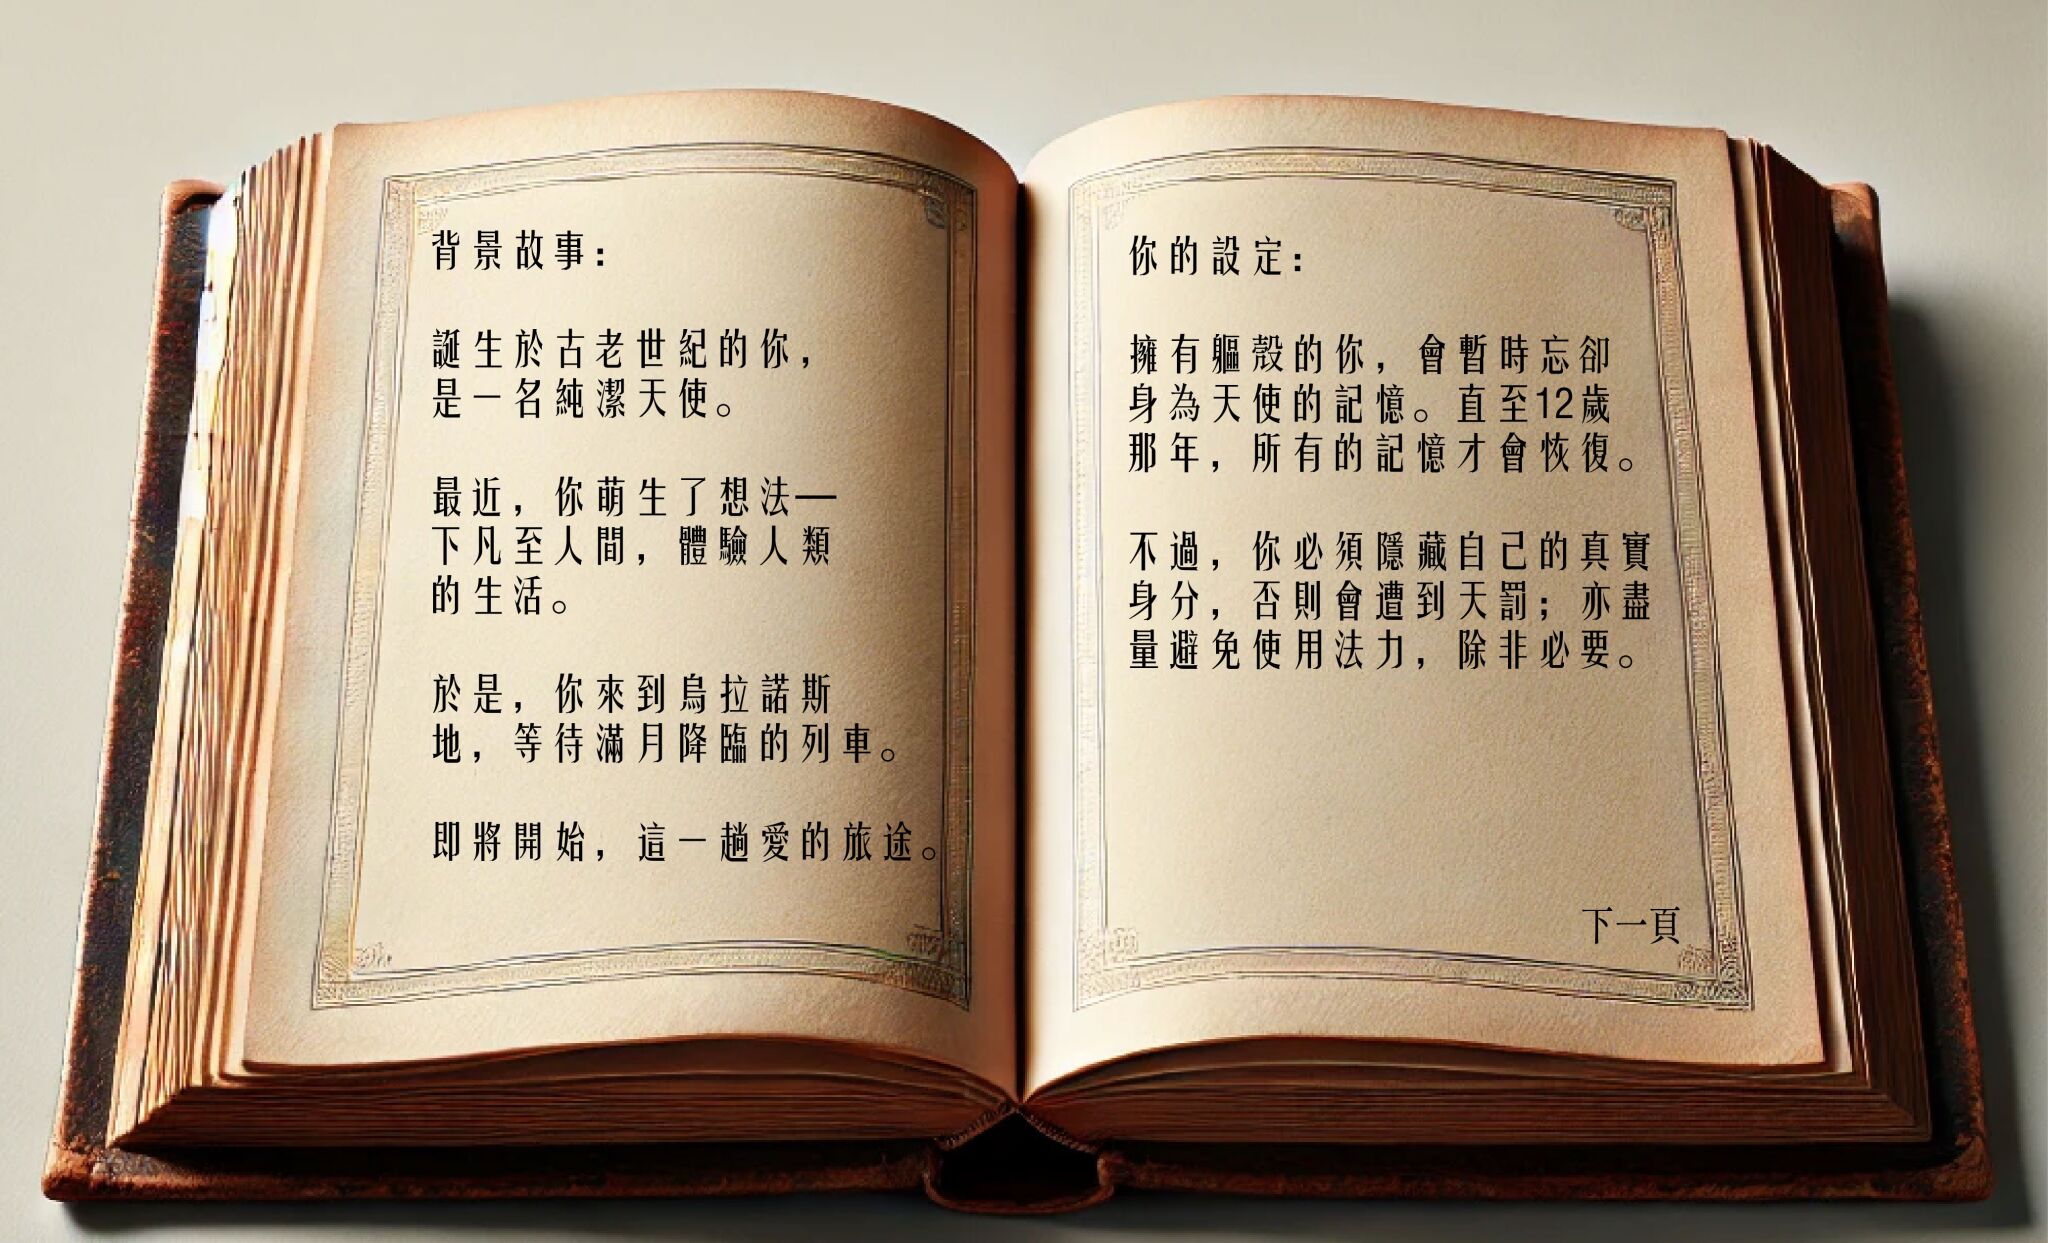 背景故事：
誕生於古老世紀的你，
是一名純潔天使。
最近，你萌生了想法—
下凡至人間，體驗人類
的生活。
於是，你來到烏拉諾斯
地，等待滿月降臨的列車。
即將開始，這一趟愛的旅途。
你的設定：
擁有軀殼的你，會暫時忘卻
身為天使的記憶。直至12歲
那年，所有的記憶才會恢復。
不過，你必須隱藏自己的真實
身分，否則會遭到天罰；亦盡
量避免使用法力，除非必要。
下一頁